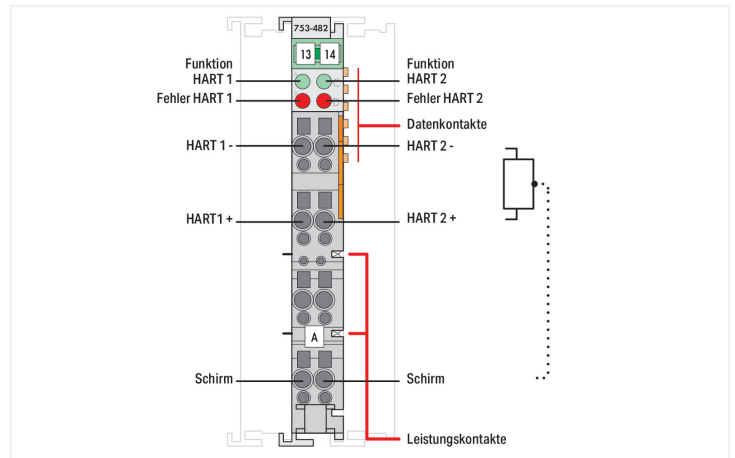 753-482
13 14
Funktion
HART 1
Funktion
HART 2
Fehler HART 1
Fehler HART 2
Datenkontakte
HART 1 -
HART 2 -
HART1 +
HART 2 +
A
Schirm
Schirm
Leistungskontakte